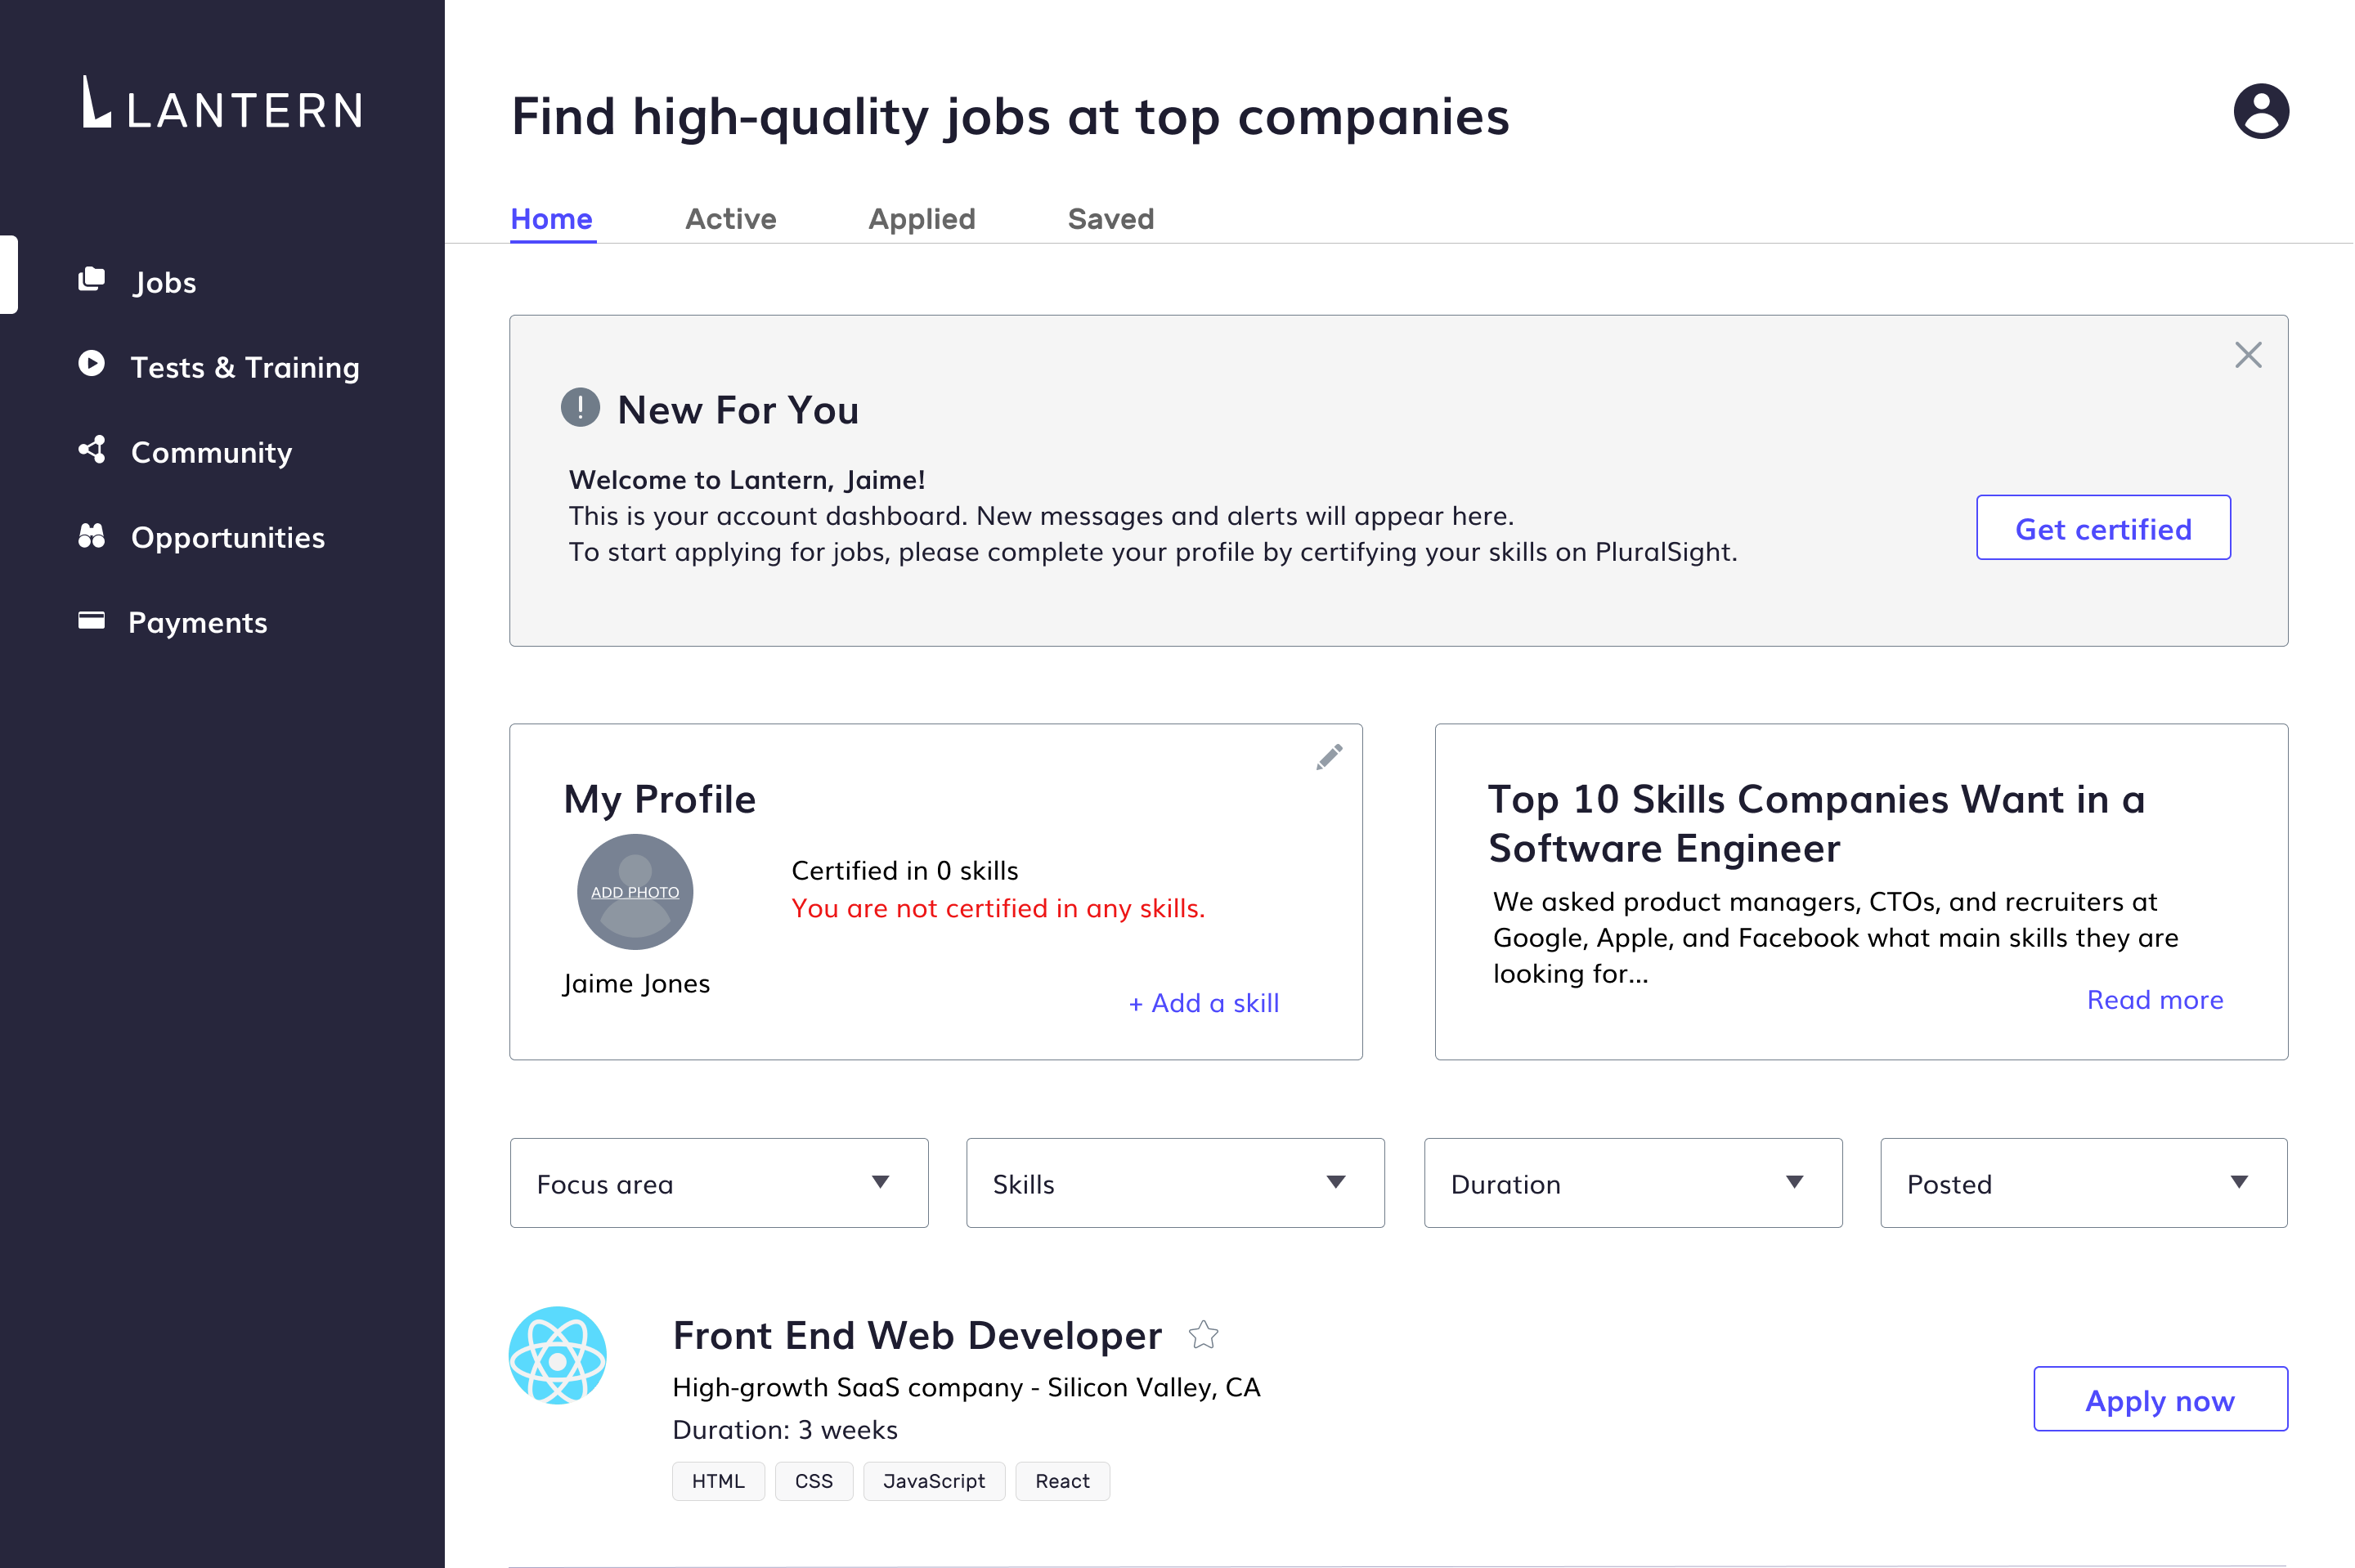 LANTERN
Jobs
Tests & Training
Community
Opportunities
Payments
Find high-quality jobs at top companies
Home
Active
Applied
Saved
New For You
Welcome to Lantern, Jaime!
This is your account dashboard. New messages and alerts will appear here.
To start applying for jobs, please complete your profile by certifying your skills on PluralSight.
Get certified
My Profile
ADD PHOTO
Jaime Jones
Certified in 0 skills
You are not certified in any skills.
+ Add a skill
Top 10 Skills Companies Want in a
Software Engineer
We asked product managers, CTOs, and recruiters at
Google, Apple, and Facebook what main skills they are
looking for...
Read more
Focus area
Skills
Duration
Posted
Front End Web Developer
High-growth SaaS company - Silicon Valley, CA
Duration: 3 weeks
HTML
CSS
JavaScript
React
Apply now